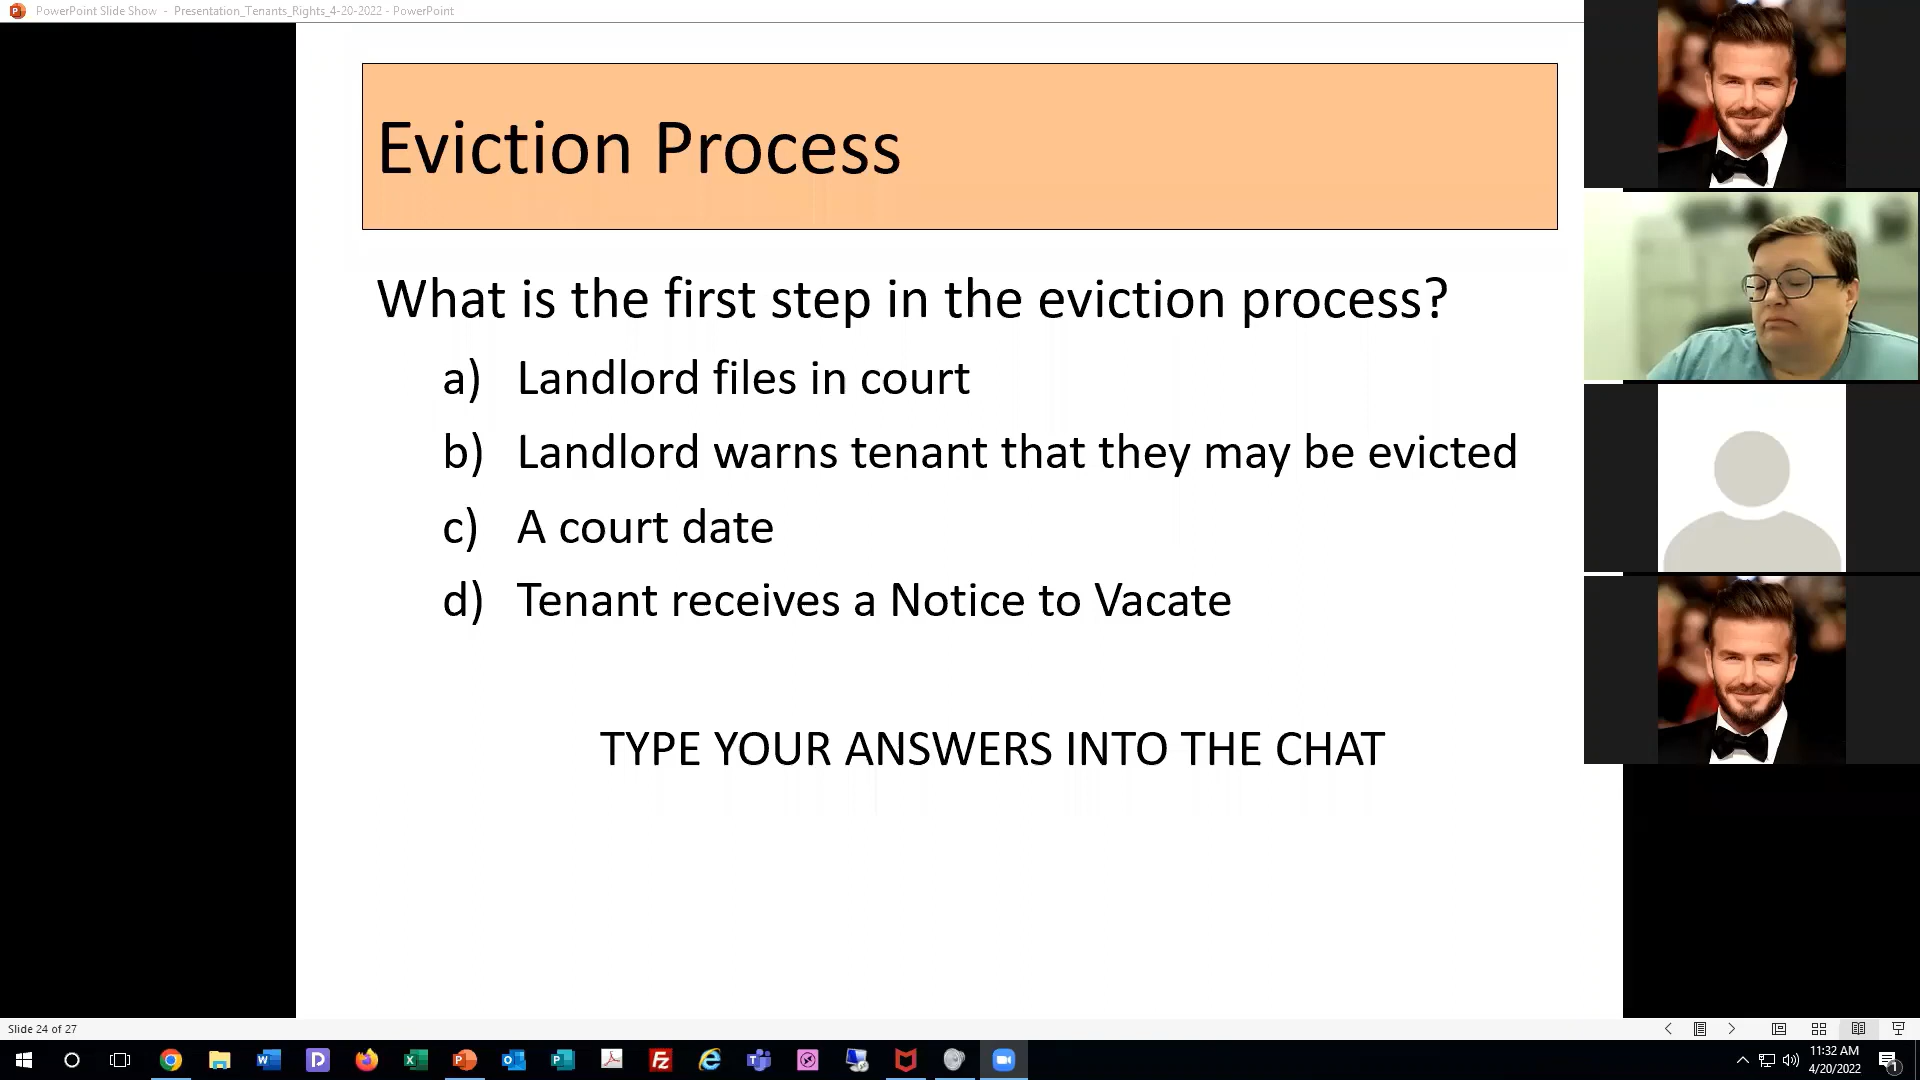 PowerPoint Slide Show - Presentation_Tenants_Rights_4-20-2022 - PowerPoint
Eviction Process
What is the first step in the eviction process?
a) Landlord files in court
b) Landlord warns tenant that they may be evicted
c) A court date
d) Tenant receives a Notice to Vacate
TYPE YOUR ANSWERS INTO THE CHAT
Slide 24 of 27
11:32 AM
4/20/2022
1